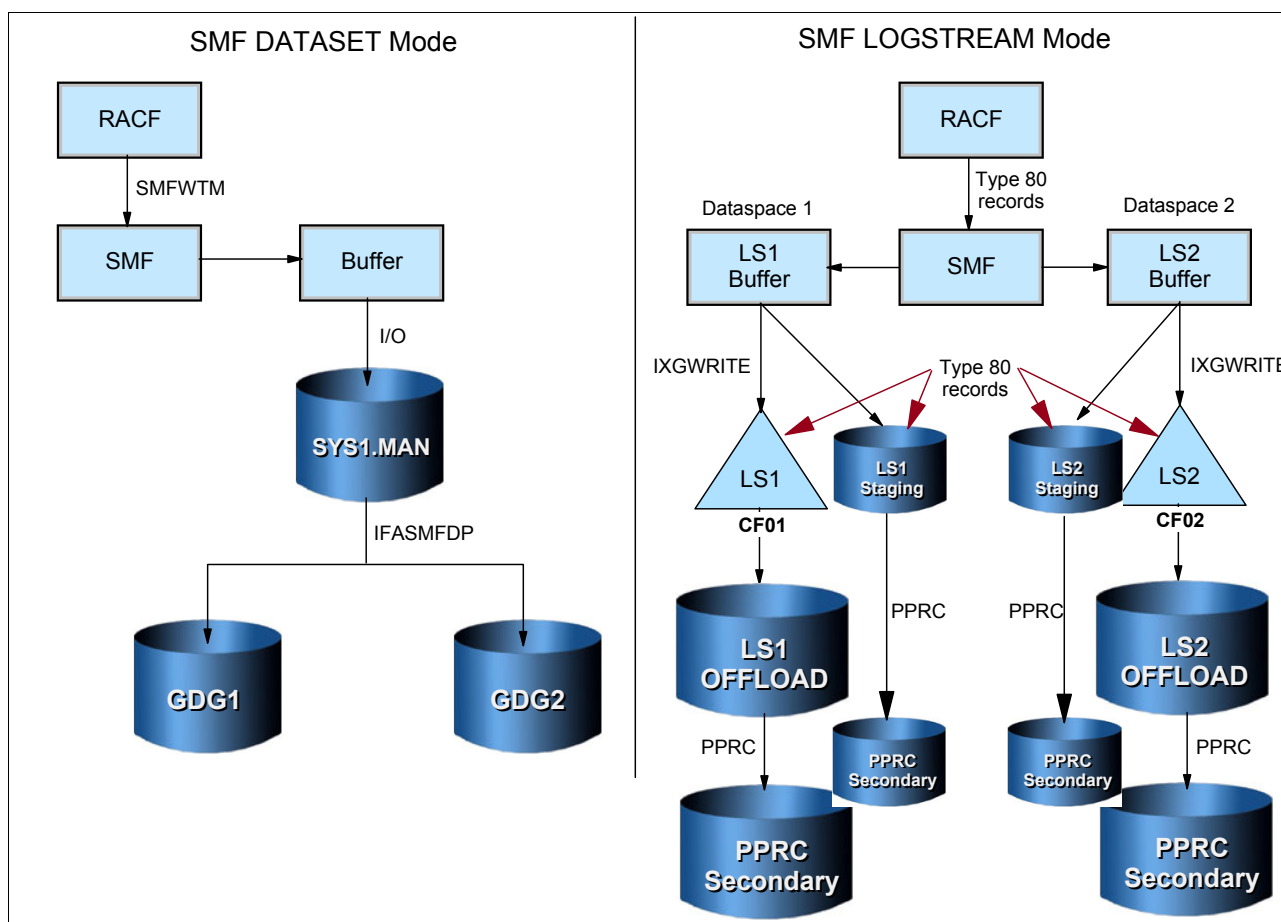 SMF DATASET Mode
RACF
SMFWTM
SMF
Buffer
I/O
SYS1.MAN
IFASMFDP
GDG1
GDG2
SMF LOGSTREAM Mode
RACF
Type 80
records
Dataspace 1
Dataspace 2
LS1
Buffer
SMF
LS2
Buffer
IXGWRITE
Type 80
records
IXGWRITE
LS1
LS1
Staging
LS2
Staging
LS2
CF01
CF02
LS1
OFFLOAD
PPRC
PPRC
LS2
OFFLOAD
PPRC
PPRC
Secondary
PPRC
Secondary
PPRC
PPRC
Secondary
PPRC
Secondary